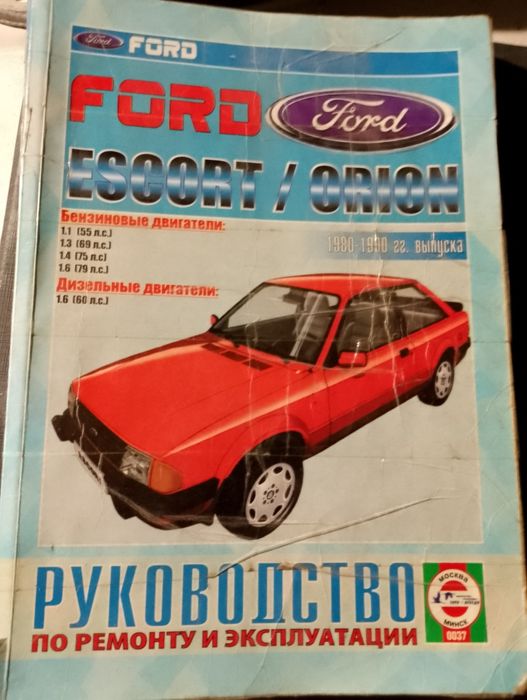 Ford FORD
FORD Ford
ESCORT / ORION
Бензиновые двигатели:
1.1 (55 л.с.)
1.3 (69 л.с.)
1.4 (75 л.с)
1.6 (79 л.с.)
1980-1990 гг. выпуска
Дизельные двигатели:
1.6 (60 л.с.)
РУКОВОДСТВО
ПО РЕМОНТУ И ЭКСПЛУАТАЦИИ
МОСКВА
МИНСК
0037